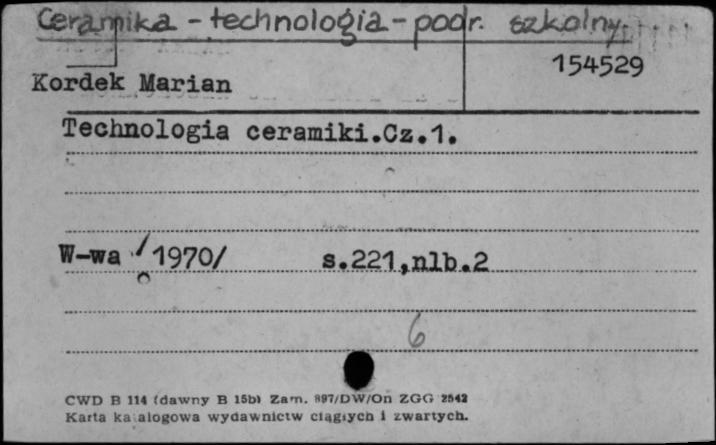 Ceramika - technologia - podr. szkolny.
154529
Kordek Marian
Technologia ceramiki.Cz.1.
W-wa /1970/ s.221,nlb.2
6
CWD B 114 (dawny B 15b) Zam. 897/DW/On ZGG 2542
Karta katalogowa wydawnictw ciągłych i zwartych.